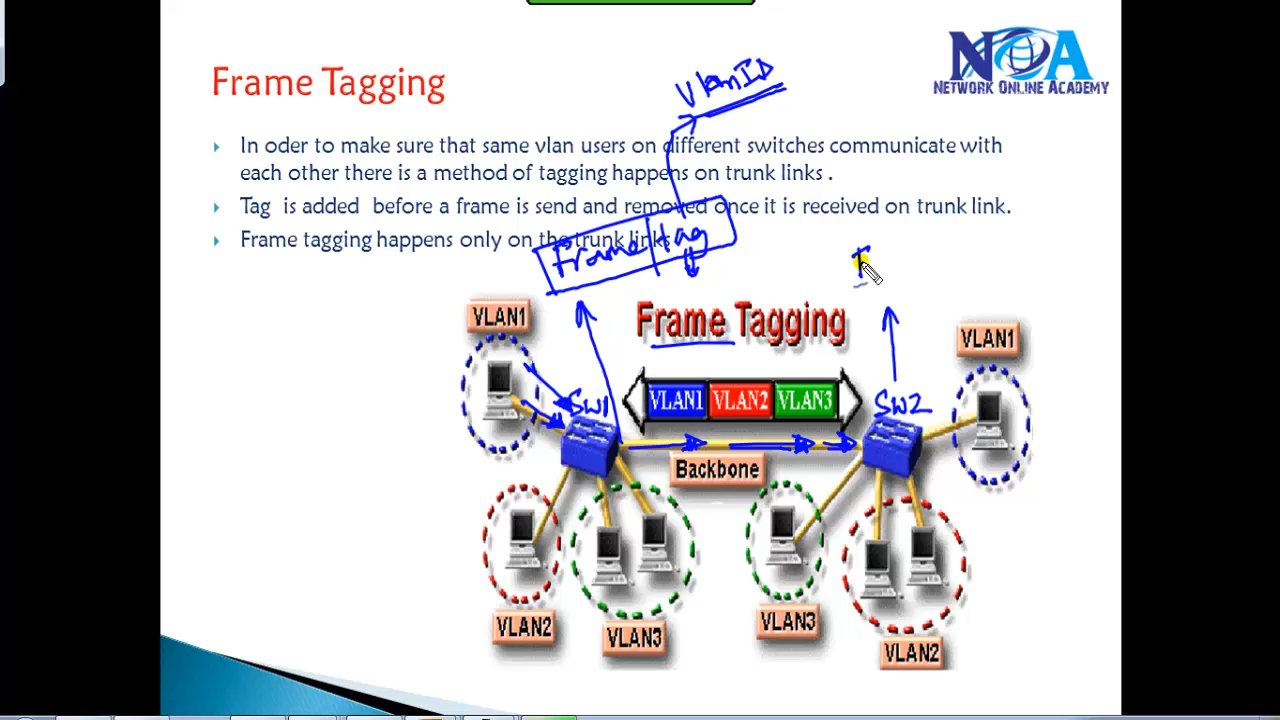 NOA
NETWORK ONLINE ACADEMY
Frame Tagging
Vlan ID
In oder to make sure that same vlan users on different switches communicate with
each other there is a method of tagging happens on trunk links .
Tag is added before a frame is send and removed once it is received on trunk link.
Frame tagging happens only on the trunk links
Frame tag
Frame Tagging
VLAN1
VLAN1
SW1
VLAN1 VLAN2 VLAN3
SW2
Backbone
VLAN2
VLAN3
VLAN3
VLAN2